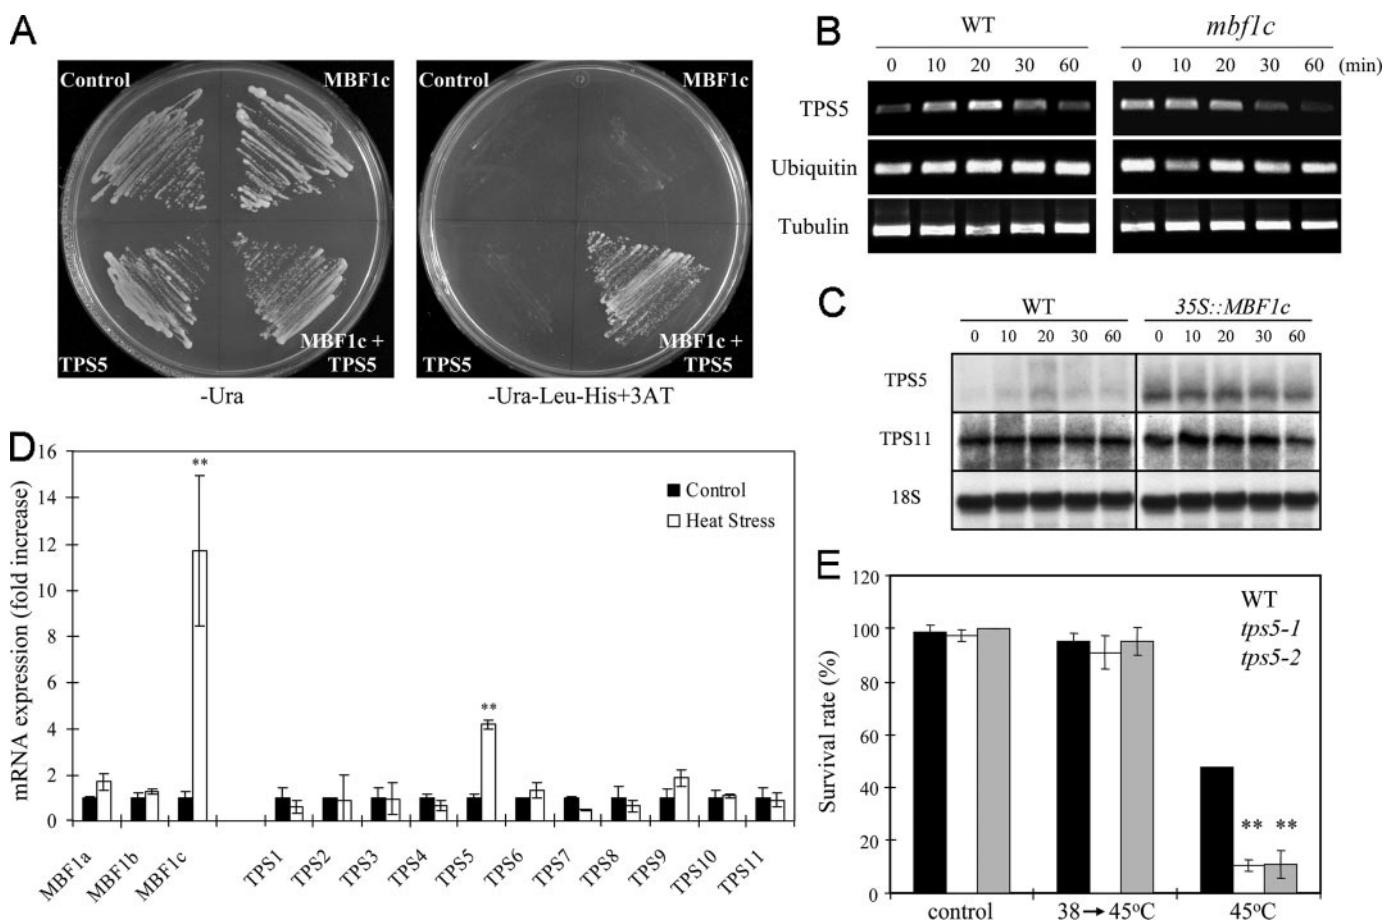 A
Control
MBF1c
TPS5
MBF1c +
TPS5
-Ura
Control
MBF1c
TPS5
MBF1c +
TPS5
-Ura-Leu-His+3AT
B
WT
mbf1c
0 10 20 30 60
0 10 20 30 60 (min)
TPS5
Ubiquitin
Tubulin
C
WT
35S::MBF1c
0 10 20 30 60
0 10 20 30 60
TPS5
TPS11
18S
D
mRNA expression (fold increase)
16
14
12
10
8
6
4
2
0
**
**
Control
Heat Stress
MBF1a
MBF1b
MBF1c
TPS1
TPS2
TPS3
TPS4
TPS5
TPS6
TPS7
TPS8
TPS9
TPS10
TPS11
E
Survival rate (%)
120
100
80
60
40
20
0
WT
tps5-1
tps5-2
** **
control
38→45ºC
45ºC